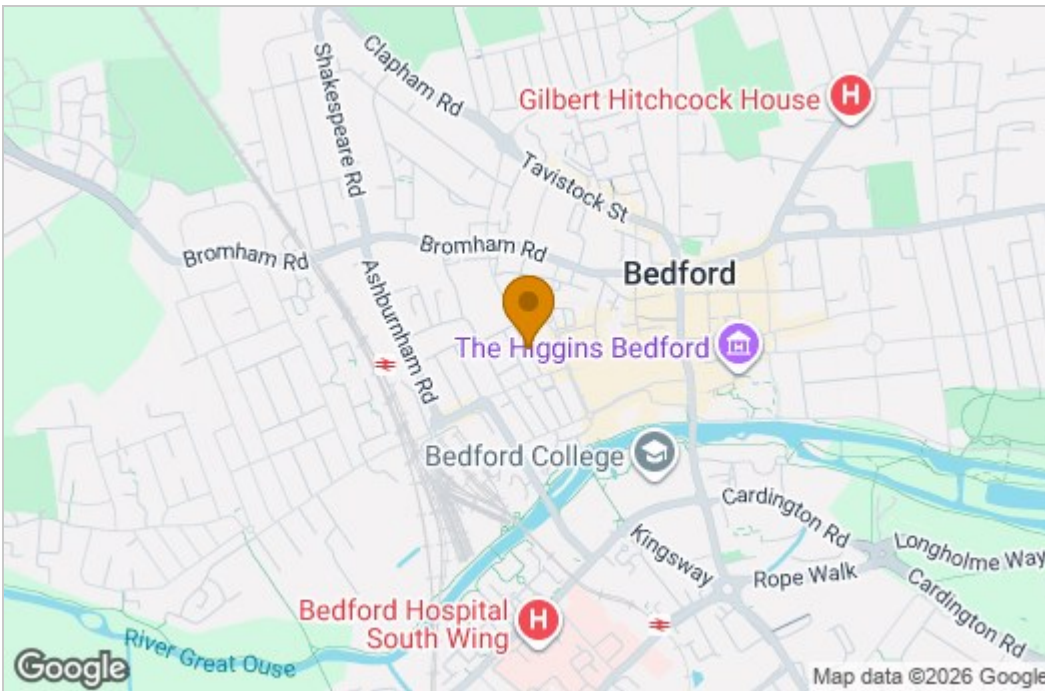 Clapham Rd
Shakespeare Rd
Gilbert Hitchcock House
H
Tavistock St
Bromham Rd
Bromham Rd
Bedford
Ashburnham Rd
The Higgins Bedford
Bedford College
Cardington Rd
Longholme Way
Kingsway
Rope Walk
Cardington Rd
Bedford Hospital
South Wing
H
River Great Ouse
Google
Map data ©2026 Google